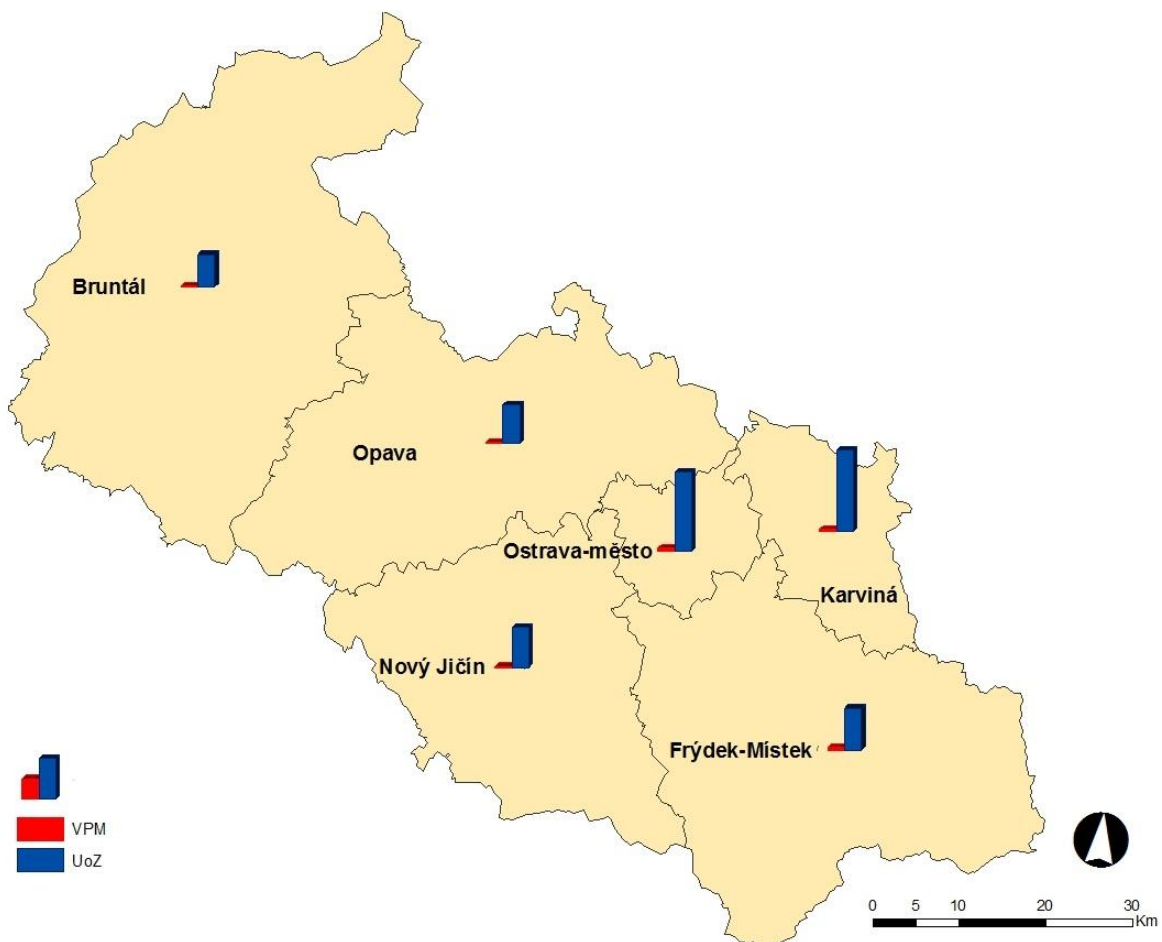 Bruntál
Opava
Ostrava-město
Karviná
Nový Jičín
Frýdek-Místek
VPM
UoZ
0 5 10 20 30
Km